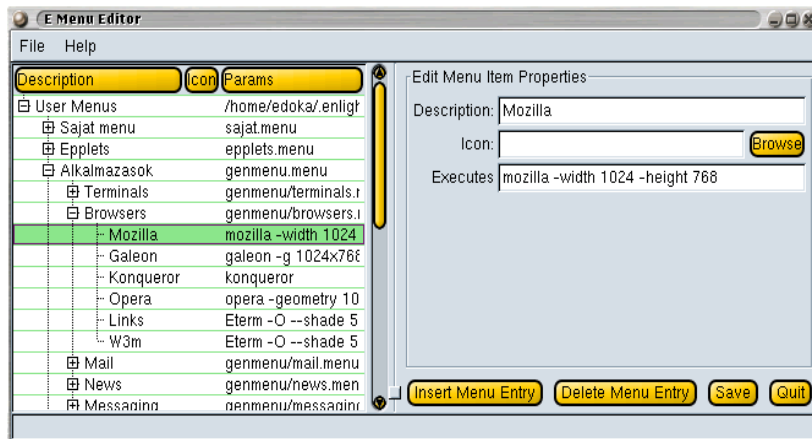 E Menu Editor
File Help
Description Icon Params
User Menus /home/edoka/.enligh
Sajat menu sajat.menu
Epplets epplets.menu
Alkalmazasok genmenu.menu
Terminals genmenu/terminals.r
Browsers genmenu/browsers.
Mozilla mozilla -width 1024
Galeon galeon -g 1024x768
Konqueror konqueror
Opera opera -geometry 10
Links Eterm -O --shade 5
W3m Eterm -O --shade 5
Mail genmenu/mail.menu
News genmenu/news.men
Messaging genmenu/messaging
Edit Menu Item Properties
Description: Mozilla
Icon: Browse
Executes mozilla -width 1024 -height 768
Insert Menu Entry Delete Menu Entry Save Quit